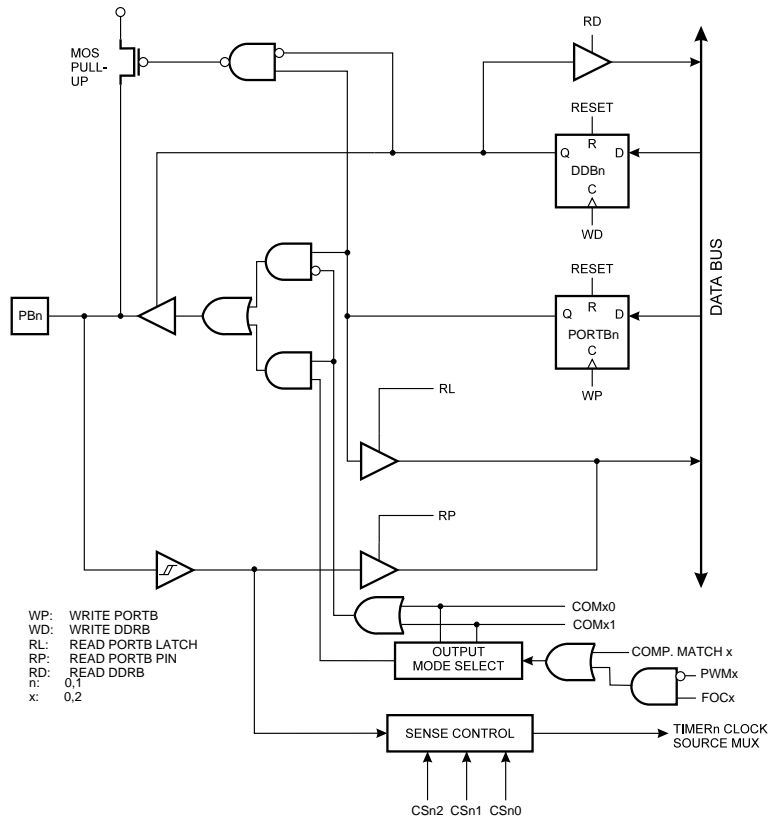 RD
MOS
PULL-
UP
RESET
R
Q
D
DDBn
C
WD
DATA BUS
RESET
PBn
R
Q
D
PORTBn
C
WP
RL
RP
WP: WRITE PORTB
WD: WRITE DDRB
RL: READ PORTB LATCH
RP: READ PORTB PIN
RD: READ DDRB
n: 0,1
x: 0,2
COMx0
COMx1
OUTPUT
MODE SELECT
COMP. MATCH x
PWMx
FOCx
SENSE CONTROL
TIMERn CLOCK
SOURCE MUX
CSn2 CSn1 CSn0